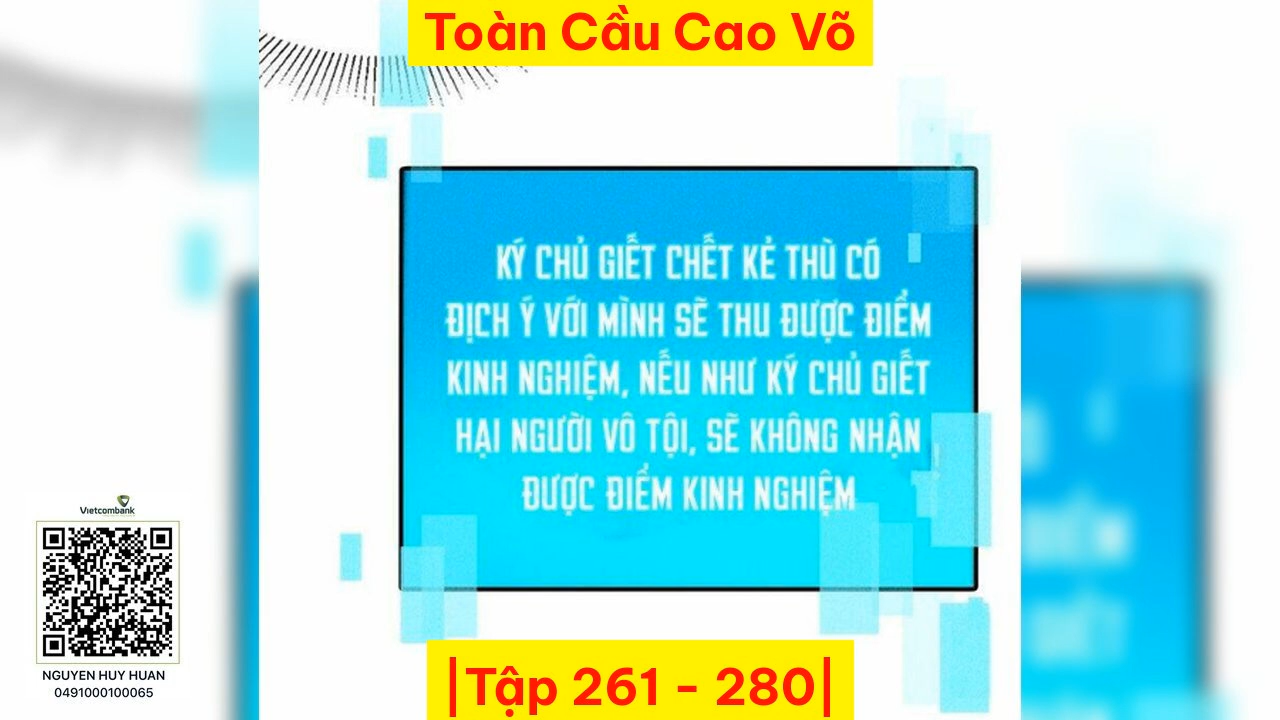 Toàn Cầu Cao Võ
KÝ CHỦ GIẾT CHẾT KẺ THÙ CÓ
ĐỊCH Ý VỚI MÌNH SẼ THU ĐƯỢC ĐIỂM
KINH NGHIỆM, NẾU NHƯ KÝ CHỦ GIẾT
HẠI NGƯỜI VÔ TỘI, SẼ KHÔNG NHẬN
ĐƯỢC ĐIỂM KINH NGHIỆM
Vietcombank
NGUYEN HUY HUAN
0491000100065
|Tập 261 - 280|